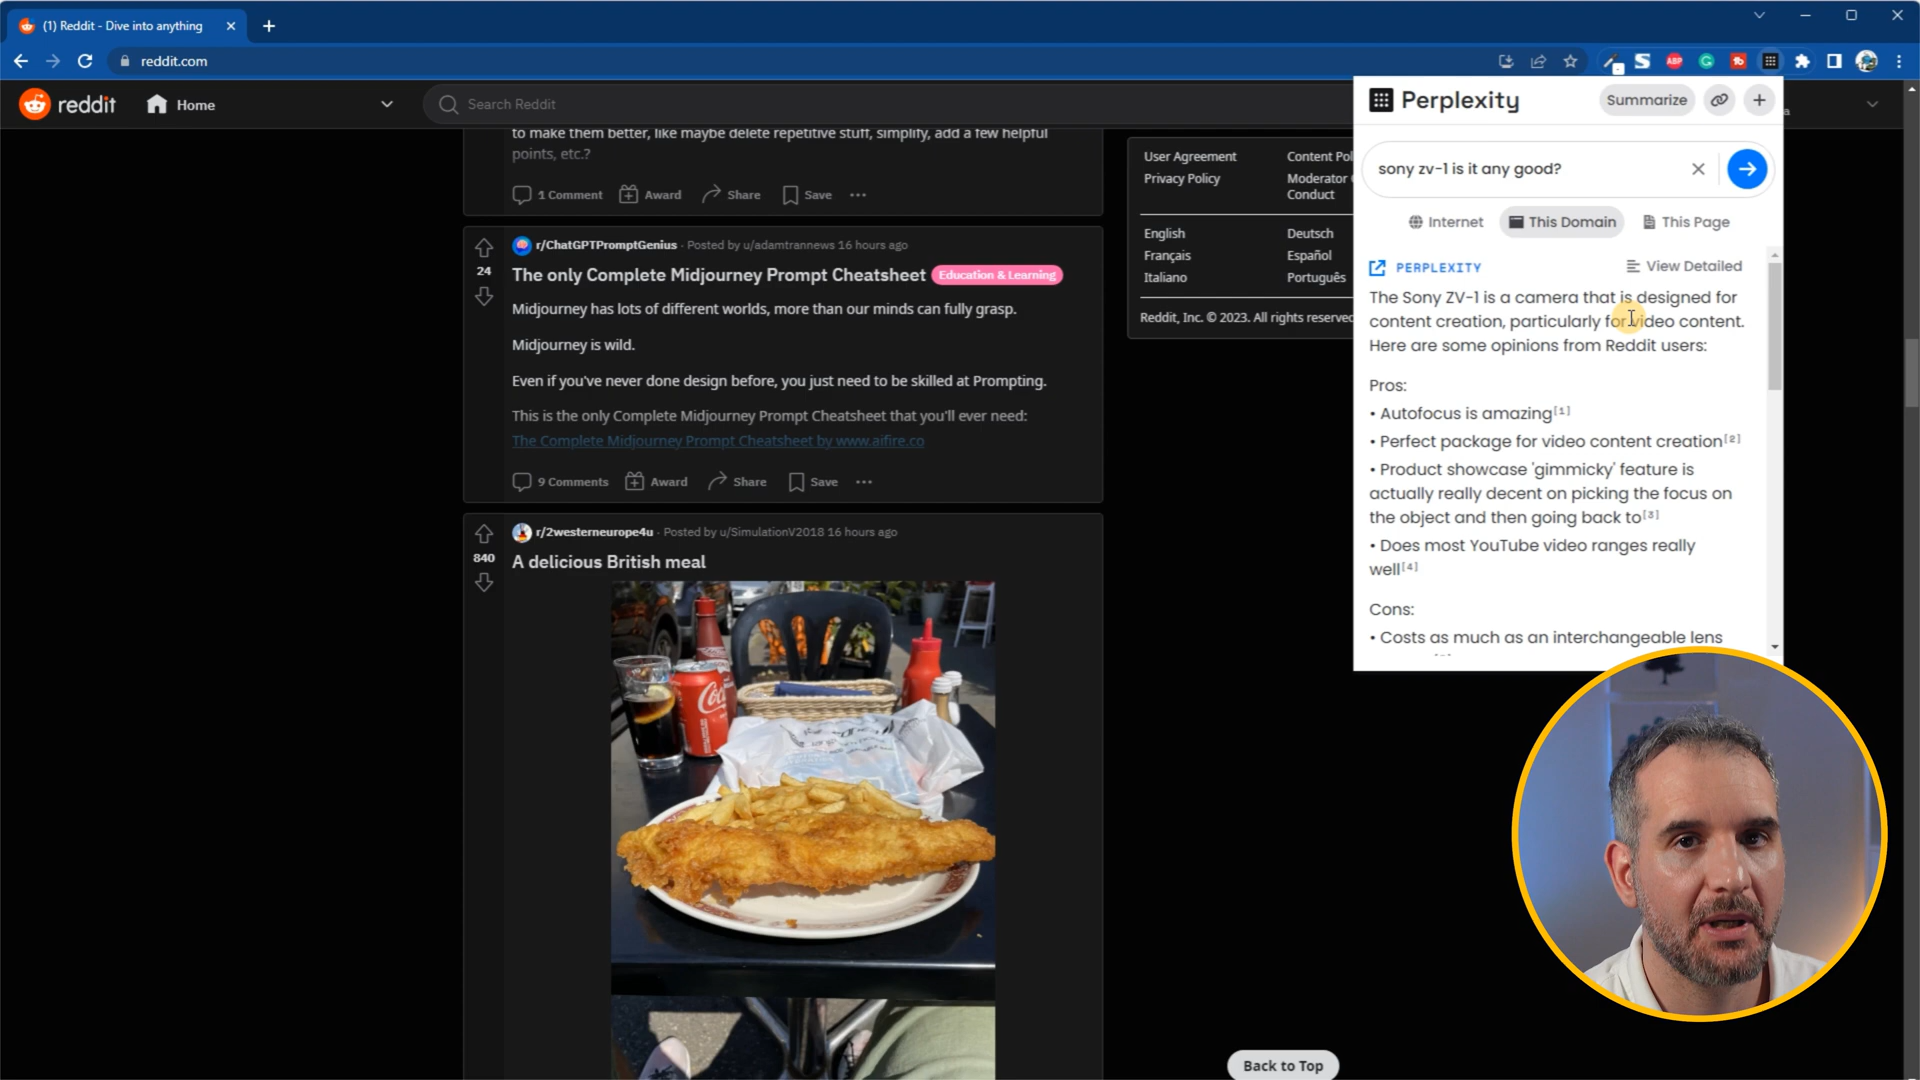 (1) Reddit - Dive into anything
reddit.com
ABP
reddit
Home
Search Reddit
to make them better, like maybe delete repetitive stuff, simplify, add a few helpful
points, etc.?
1 Comment
Award
Share
Save
r/ChatGPTPromptGenius · Posted by u/adamtrannews 16 hours ago
24
The only Complete Midjourney Prompt Cheatsheet
Education & Learning
Midjourney has lots of different worlds, more than our minds can fully grasp.
Midjourney is wild.
Even if you've never done design before, you just need to be skilled at Prompting.
This is the only Complete Midjourney Prompt Cheatsheet that you'll ever need:
The Complete Midjourney Prompt Cheatsheet by www.aifire.co
9 Comments
Award
Share
Save
r/2westerneurope4u · Posted by u/SimulationV2018 16 hours ago
840
A delicious British meal
User Agreement
Privacy Policy
Content Pol
Moderator
Conduct
English
Français
Italiano
Deutsch
Español
Português
Reddit, Inc. © 2023. All rights reserved
Back to Top
Perplexity
Summarize
sony zv-1 is it any good?
Internet
This Domain
This Page
PERPLEXITY
View Detailed
The Sony ZV-1 is a camera that is designed for
content creation, particularly for video content.
Here are some opinions from Reddit users:
Pros:
• Autofocus is amazing[1]
• Perfect package for video content creation[2]
• Product showcase 'gimmicky' feature is
actually really decent on picking the focus on
the object and then going back to[3]
• Does most YouTube video ranges really
well[4]
Cons:
• Costs as much as an interchangeable lens